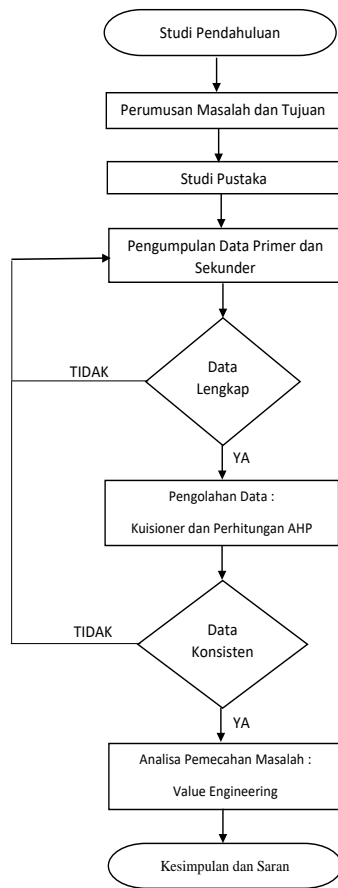 Studi Pendahuluan
Perumusan Masalah dan Tujuan
Studi Pustaka
Pengumpulan Data Primer dan
Sekunder
Data
Lengkap
TIDAK
YA
Pengolahan Data :
Kuisioner dan Perhitungan AHP
Data
Konsisten
TIDAK
YA
Analisa Pemecahan Masalah :
Value Engineering
Kesimpulan dan Saran